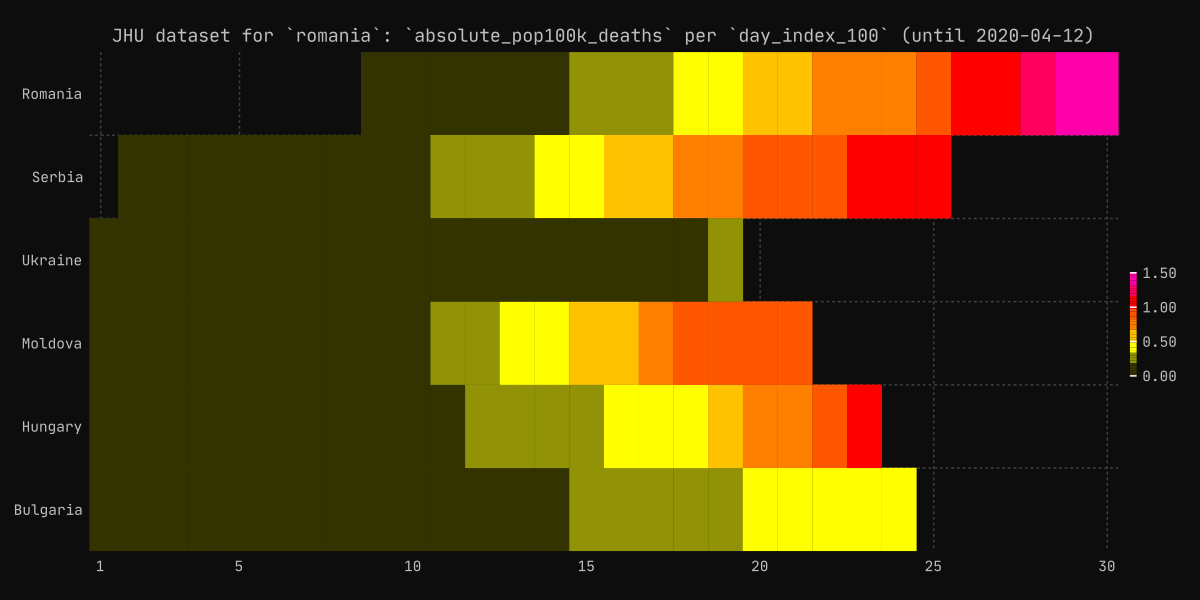 JHU dataset for `romania`: `absolute_pop100k_deaths` per `day_index_100` (until 2020-04-12)
Romania
Serbia
Ukraine
Moldova
Hungary
Bulgaria
1.50
1.00
0.50
0.00
1 5 10 15 20 25 30